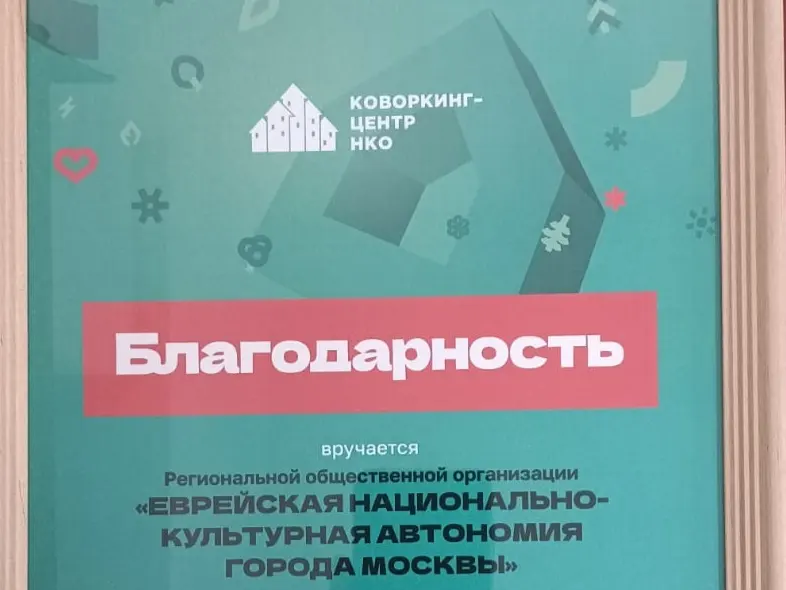 КОВОРКИНГ-
ЦЕНТР
НКО
Благодарность
вручается
Региональной общественной организации
«ЕВРЕЙСКАЯ НАЦИОНАЛЬНО-
КУЛЬТУРНАЯ АВТОНОМИЯ
ГОРОДА МОСКВЫ»